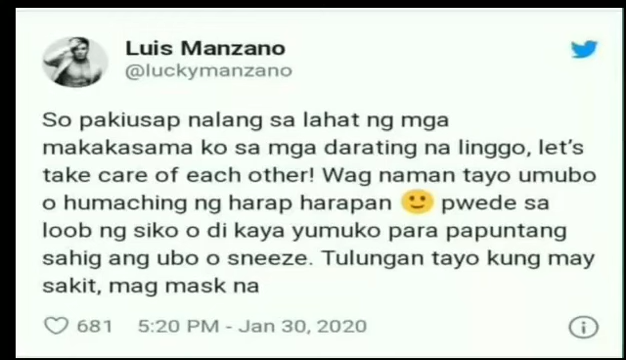 Luis Manzano
@luckymanzano
So pakiusap nalang sa lahat ng mga
makakasama ko sa mga darating na linggo, let's
take care of each other! Wag naman tayo umubo
o humaching ng harap harapan 🙂 pwede sa
loob ng siko o di kaya yumuko para papuntang
sahig ang ubo o sneeze. Tulungan tayo kung may
sakit, mag mask na
681 5:20 PM - Jan 30, 2020